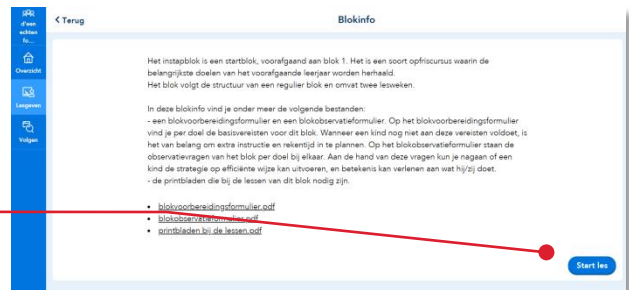 d'een
echten
fo...
Overzicht
Lesgeven
Volgen
Terug
Blokinfo
Het instapblok is een startblok, voorafgaand aan blok 1. Het is een soort opfriscursus waarin de
belangrijkste doelen van het voorafgaande leerjaar worden herhaald.
Het blok volgt de structuur van een regulier blok en omvat twee lesweken.
In deze blokinfo vind je onder meer de volgende bestanden:
- een blokvoorbereidingsformulier en een blokobservatieformulier. Op het blokvoorbereidingsformulier
vind je per doel de basisvereisten voor dit blok. Wanneer een kind nog niet aan deze vereisten voldoet, is
het van belang om extra instructie en rekentijd in te plannen. Op het blokobservatieformulier staan de
observatievragen van het blok per doel bij elkaar. Aan de hand van deze vragen kun je nagaan of een
kind de strategie op efficiënte wijze kan uitvoeren, en betekenis kan verlenen aan wat hij/zij doet.
- de printbladen die bij de lessen van dit blok nodig zijn.
• blokvoorbereidingsformulier.pdf
• blokobservatieformulier.pdf
• printbladen bij de lessen.pdf
Start les